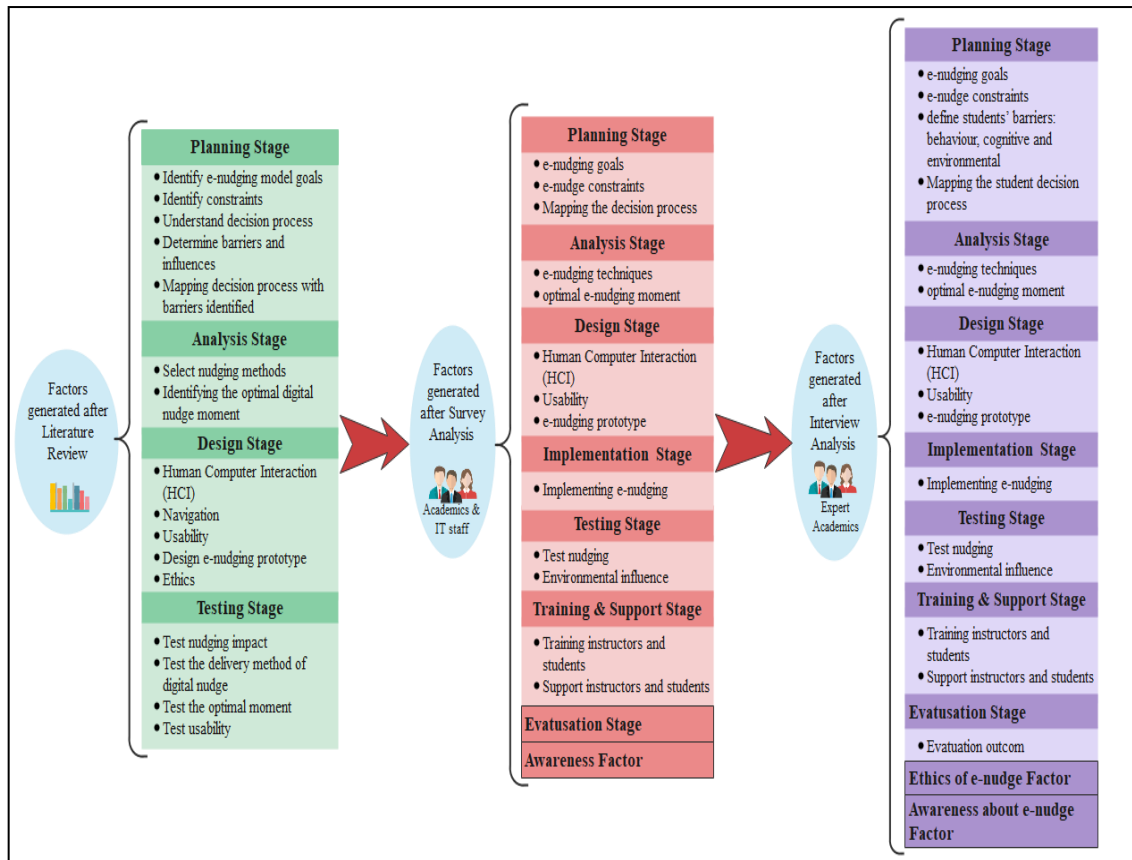 Factors
generated after
Literature
Review
Planning Stage
• Identify e-nudging model goals
• Identify constraints
• Understand decision process
• Determine barriers and
influences
• Mapping decision process with
barriers identified
Analysis Stage
• Select nudging methods
• Identifying the optimal digital
nudge moment
Design Stage
• Human Computer Interaction
(HCI)
• Navigation
• Usability
• Design e-nudging prototype
• Ethics
Testing Stage
• Test nudging impact
• Test the delivery method of
digital nudge
• Test the optimal moment
• Test usability
Factors
generated
after Survey
Analysis
Academics &
IT staff
Planning Stage
• e-nudging goals
• e-nudge constraints
• Mapping the decision process
Analysis Stage
• e-nudging techniques
• optimal e-nudging moment
Design Stage
• Human Computer Interaction
(HCI)
• Usability
• e-nudging prototype
Implementation Stage
• Implementing e-nudging
Testing Stage
• Test nudging
• Environmental influence
Training & Support Stage
• Training instructors and
students
• Support instructors and students
Evatusation Stage
Awareness Factor
Factors
generated
after
Interview
Analysis
Expert
Academics
Planning Stage
• e-nudging goals
• e-nudge constraints
• define students’ barriers:
behaviour, cognitive and
environmental
• Mapping the student decision
process
Analysis Stage
• e-nudging techniques
• optimal e-nudging moment
Design Stage
• Human Computer Interaction
(HCI)
• Usability
• e-nudging prototype
Implementation Stage
• Implementing e-nudging
Testing Stage
• Test nudging
• Environmental influence
Training & Support Stage
• Training instructors and
students
• Support instructors and students
Evatusation Stage
• Evaluation outcom
Ethics of e-nudge Factor
Awareness about e-nudge
Factor